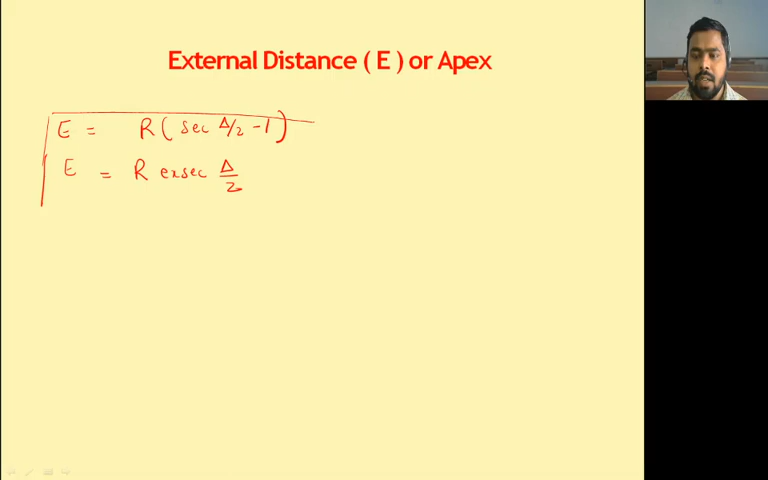 External Distance ( E ) or Apex
E = R ( sec Δ/2 - 1 )
E = R exsec Δ/2